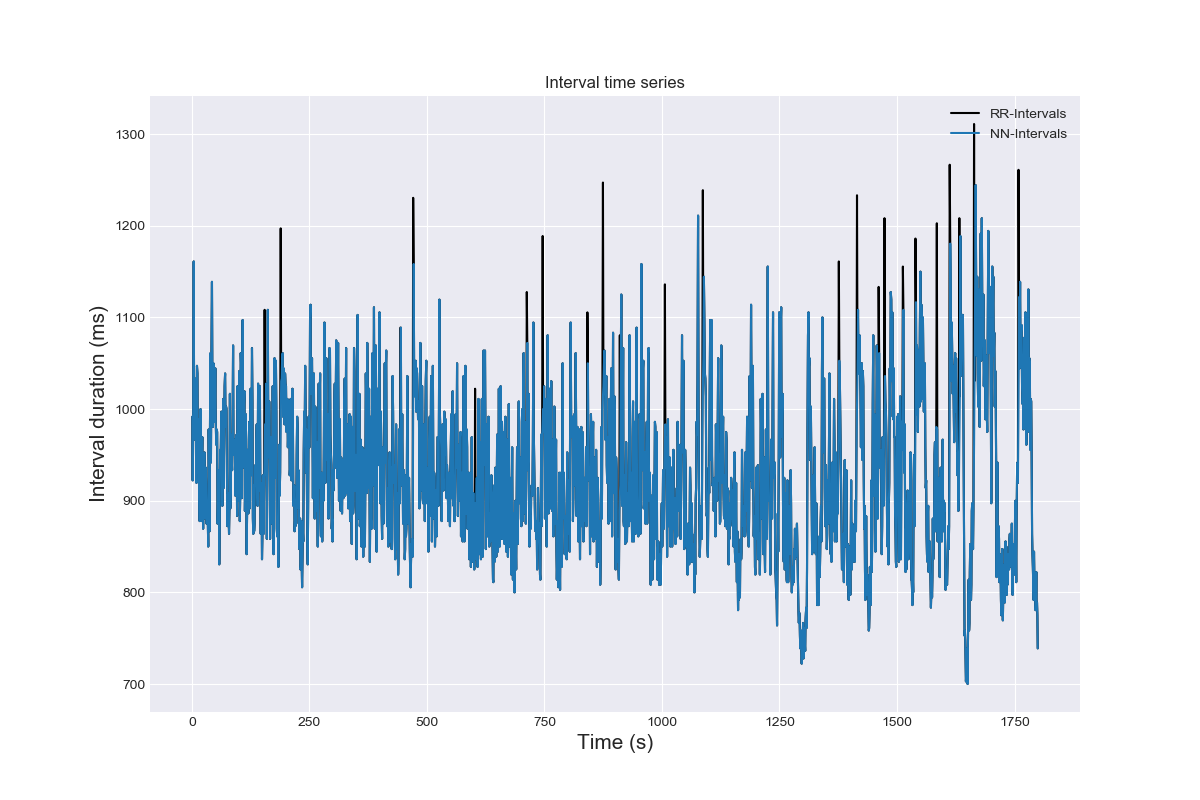 Interval time series
RR-Intervals
NN-Intervals
Interval duration (ms)
1300
1200
1100
1000
900
800
700
0 250 500 750 1000 1250 1500 1750
Time (s)